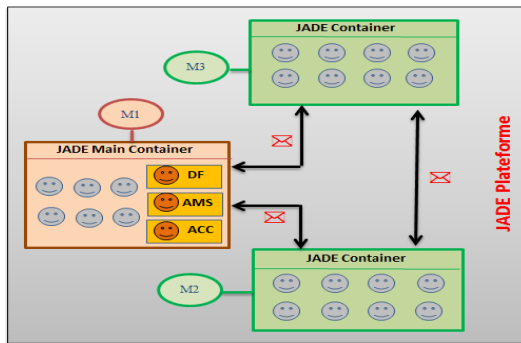 JADE Container
M3
M1
JADE Main Container
DF
AMS
ACC
JADE Plateforme
JADE Container
M2